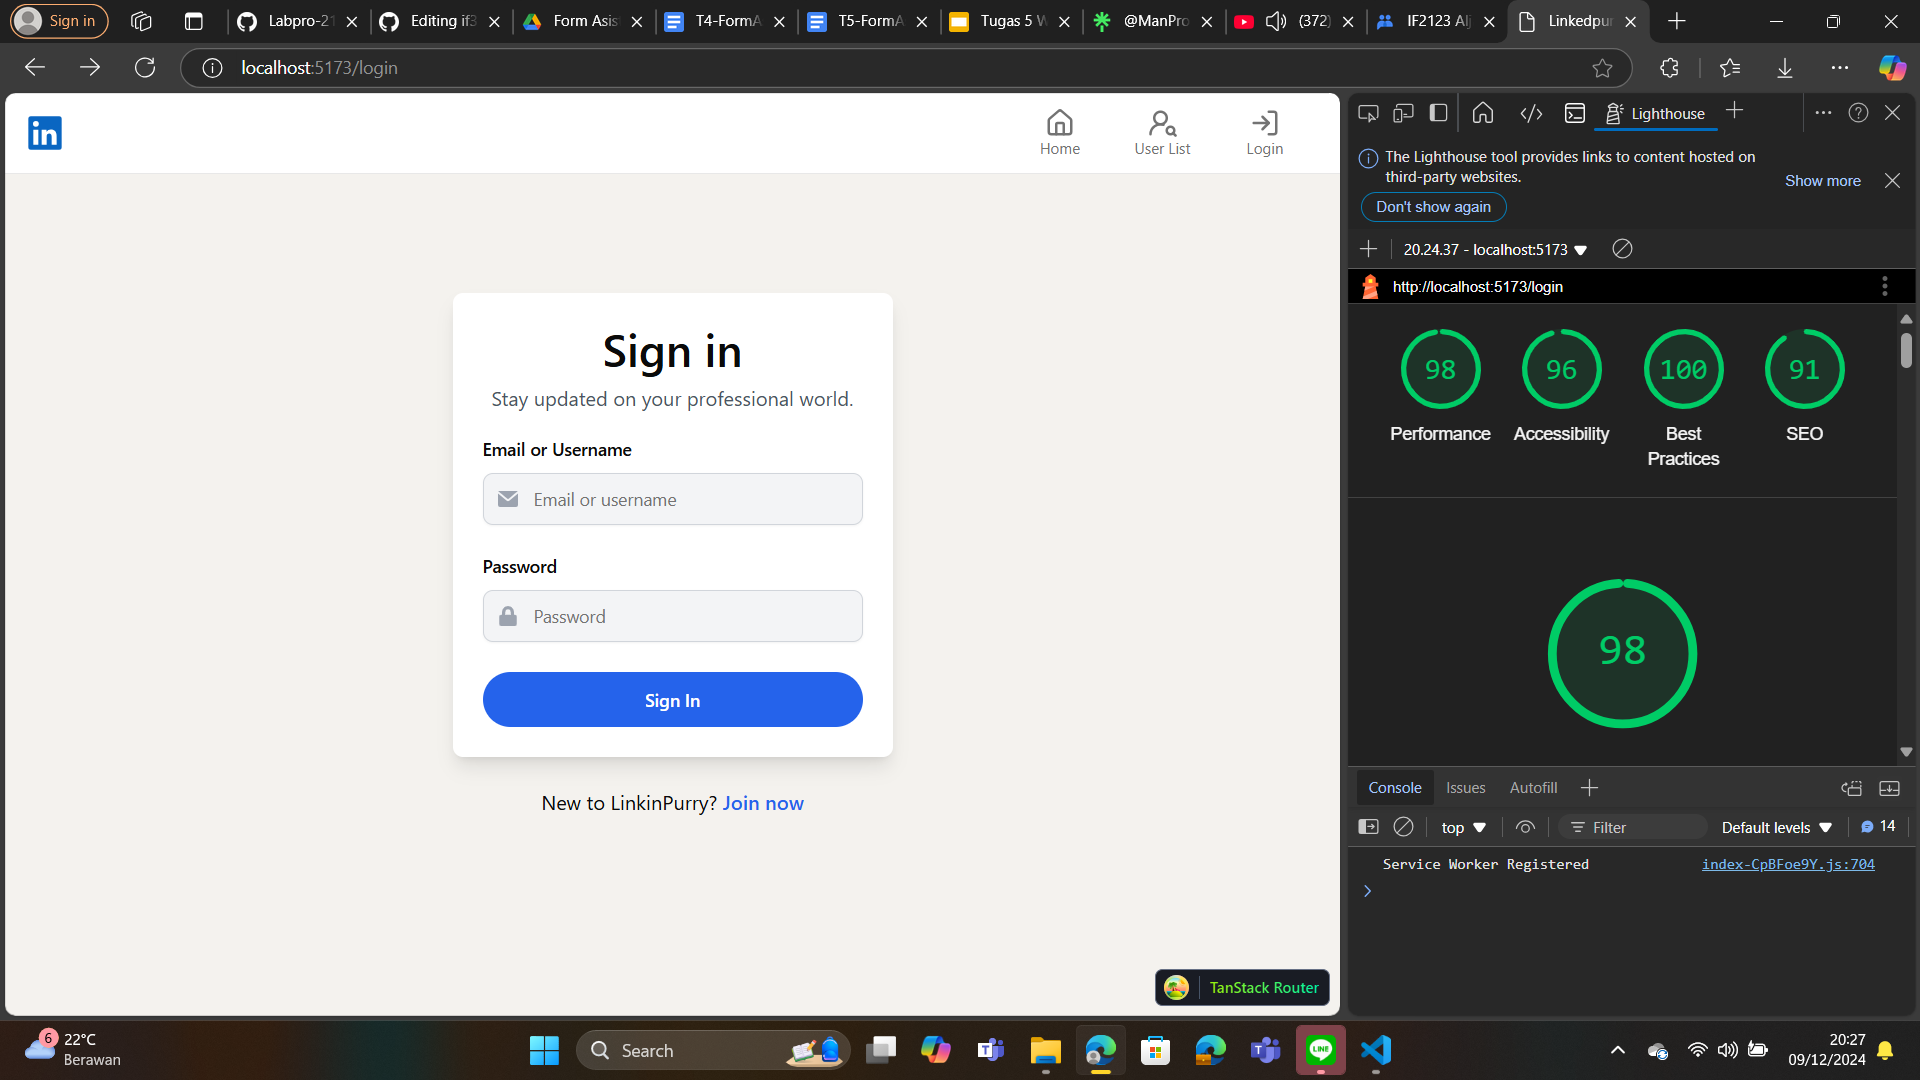 Sign in
Labpro-21
Editing if3
Form Asis
T4-FormA
T5-FormA
Tugas 5 W
@ManPro
(372)
IF2123 Alj
Linkedpur
localhost:5173/login
in
Home
User List
Login
Sign in
Stay updated on your professional world.
Email or Username
Email or username
Password
Password
Sign In
New to LinkinPurry? Join now
TanStack Router
Lighthouse
The Lighthouse tool provides links to content hosted on
third-party websites.
Show more
Don't show again
20.24.37 - localhost:5173
http://localhost:5173/login
98
96
100
91
Performance
Accessibility
Best
Practices
SEO
98
Console
Issues
Autofill
top
Filter
Default levels
14
Service Worker Registered
index-CpBFoe9Y.js:704
6
22°C
Berawan
Search
LINE
20:27
09/12/2024